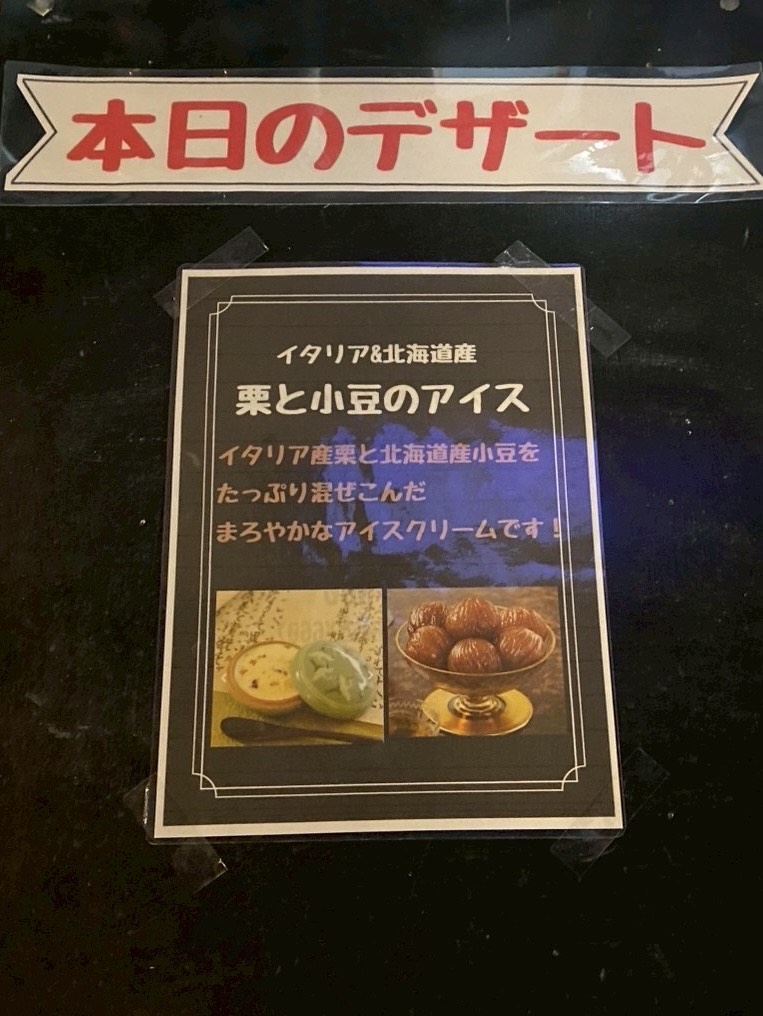 本日のデザート
イタリア&北海道産
栗と小豆のアイス
イタリア産栗と北海道産小豆を
たっぷり混ぜこんだ
まろやかなアイスクリームです!